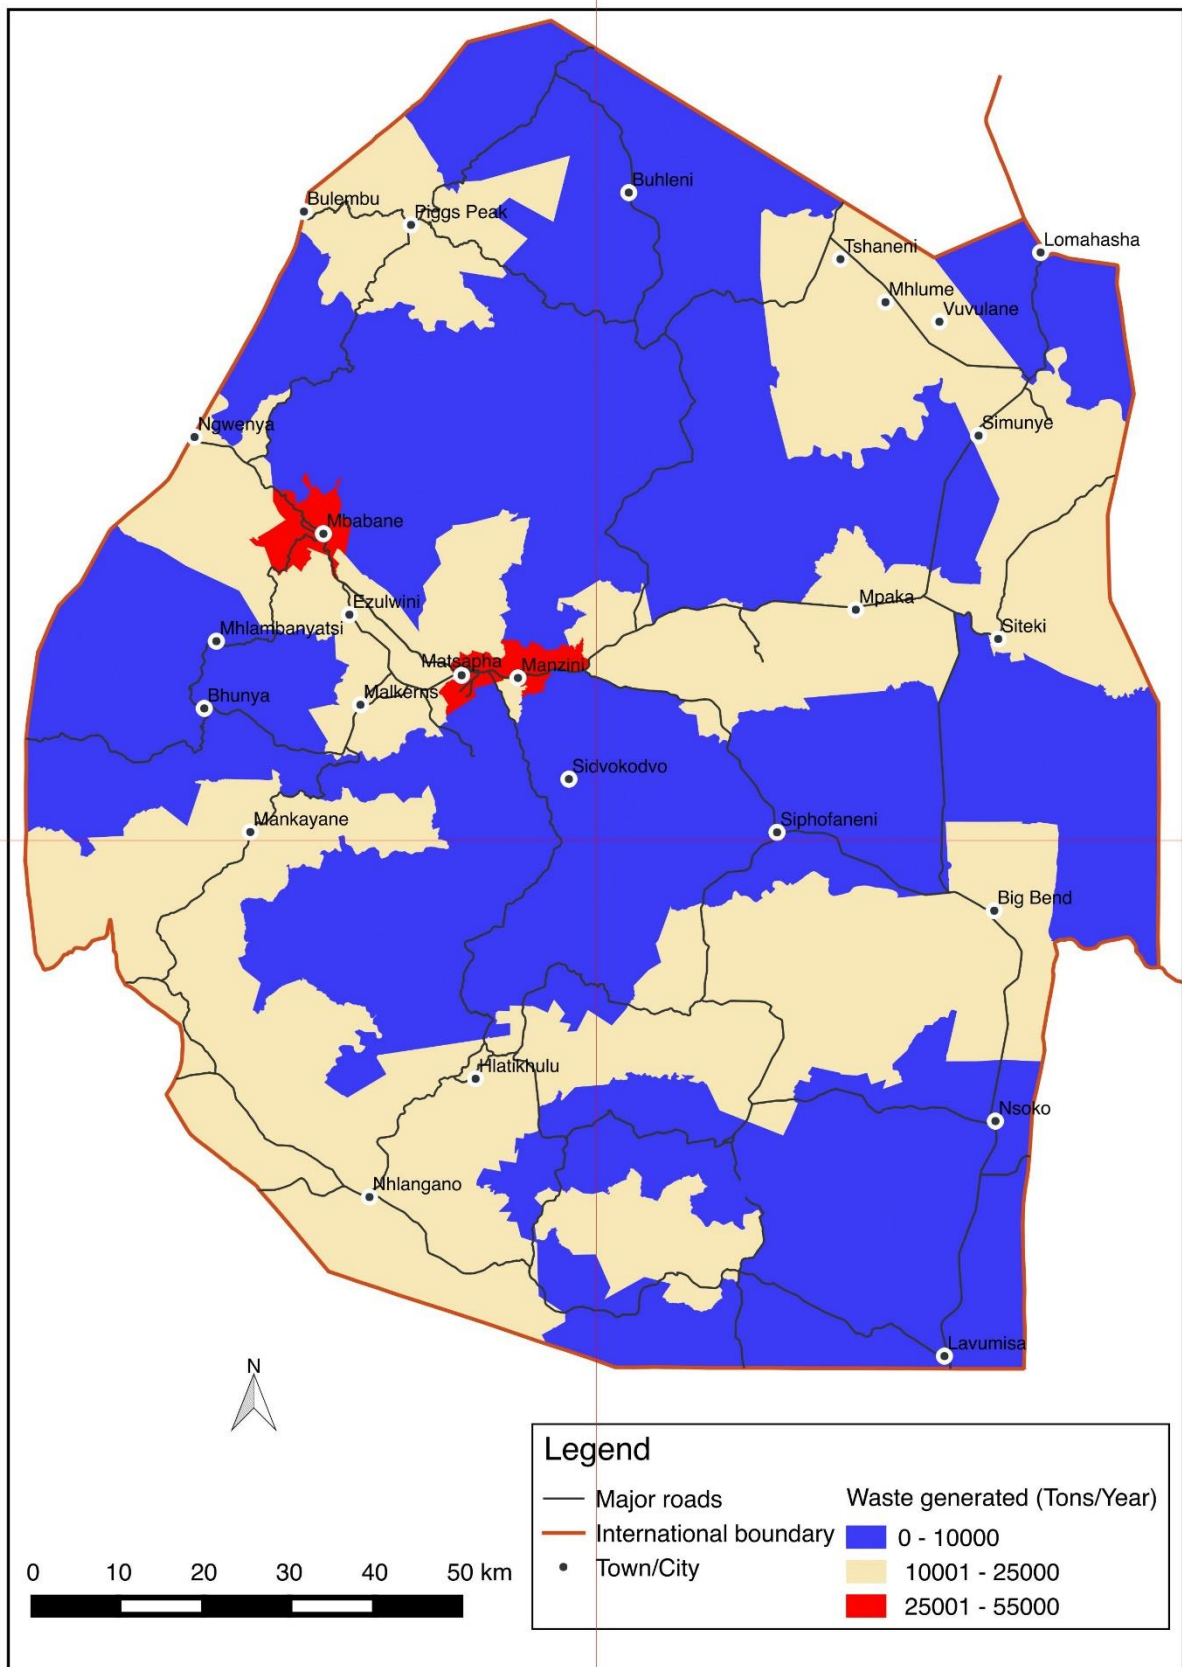 Buhleni
Bulembu
Piggs Peak
Lomahasha
Tshaneni
Mhlume
Vuvulane
Ngwenya
Simunye
Mbabane
Ezulwini
Mpaka
Mhlambanyatsi
Siteki
Matsapha
Manzini
Bhunya
Malkerns
Sidvokodvo
Mankayane
Siphofaneni
Big Bend
Hlatikhulu
Nsoko
Nhlangano
Lavumisa
N
Legend
Major roads
International boundary
Town/City
Waste generated (Tons/Year)
0 - 10000
10001 - 25000
25001 - 55000
0 10 20 30 40 50 km